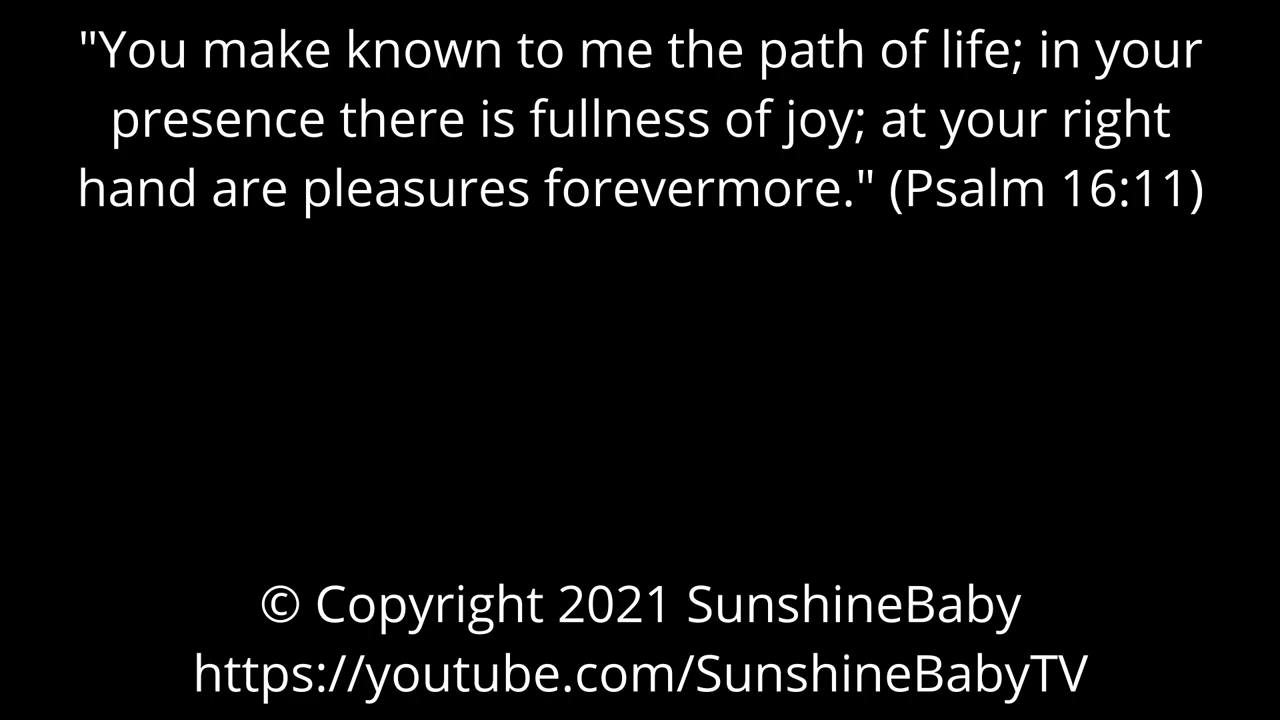 "You make known to me the path of life; in your
presence there is fullness of joy; at your right
hand are pleasures forevermore." (Psalm 16:11)
© Copyright 2021 SunshineBaby
https://youtube.com/SunshineBabyTV